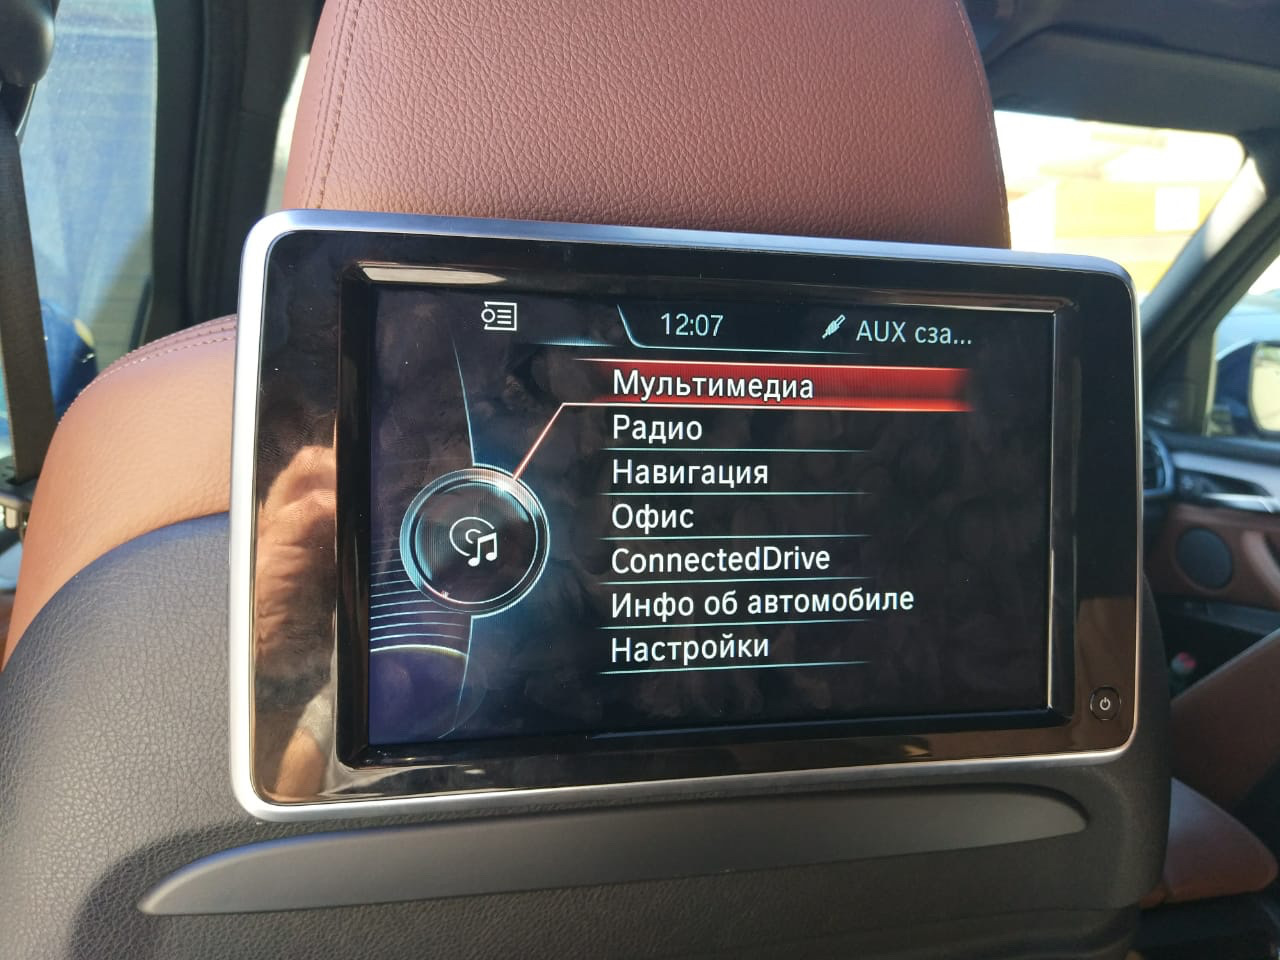 12:07
AUX сза...
Мультимедиа
Радио
Навигация
Офис
ConnectedDrive
Инфо об автомобиле
Настройки